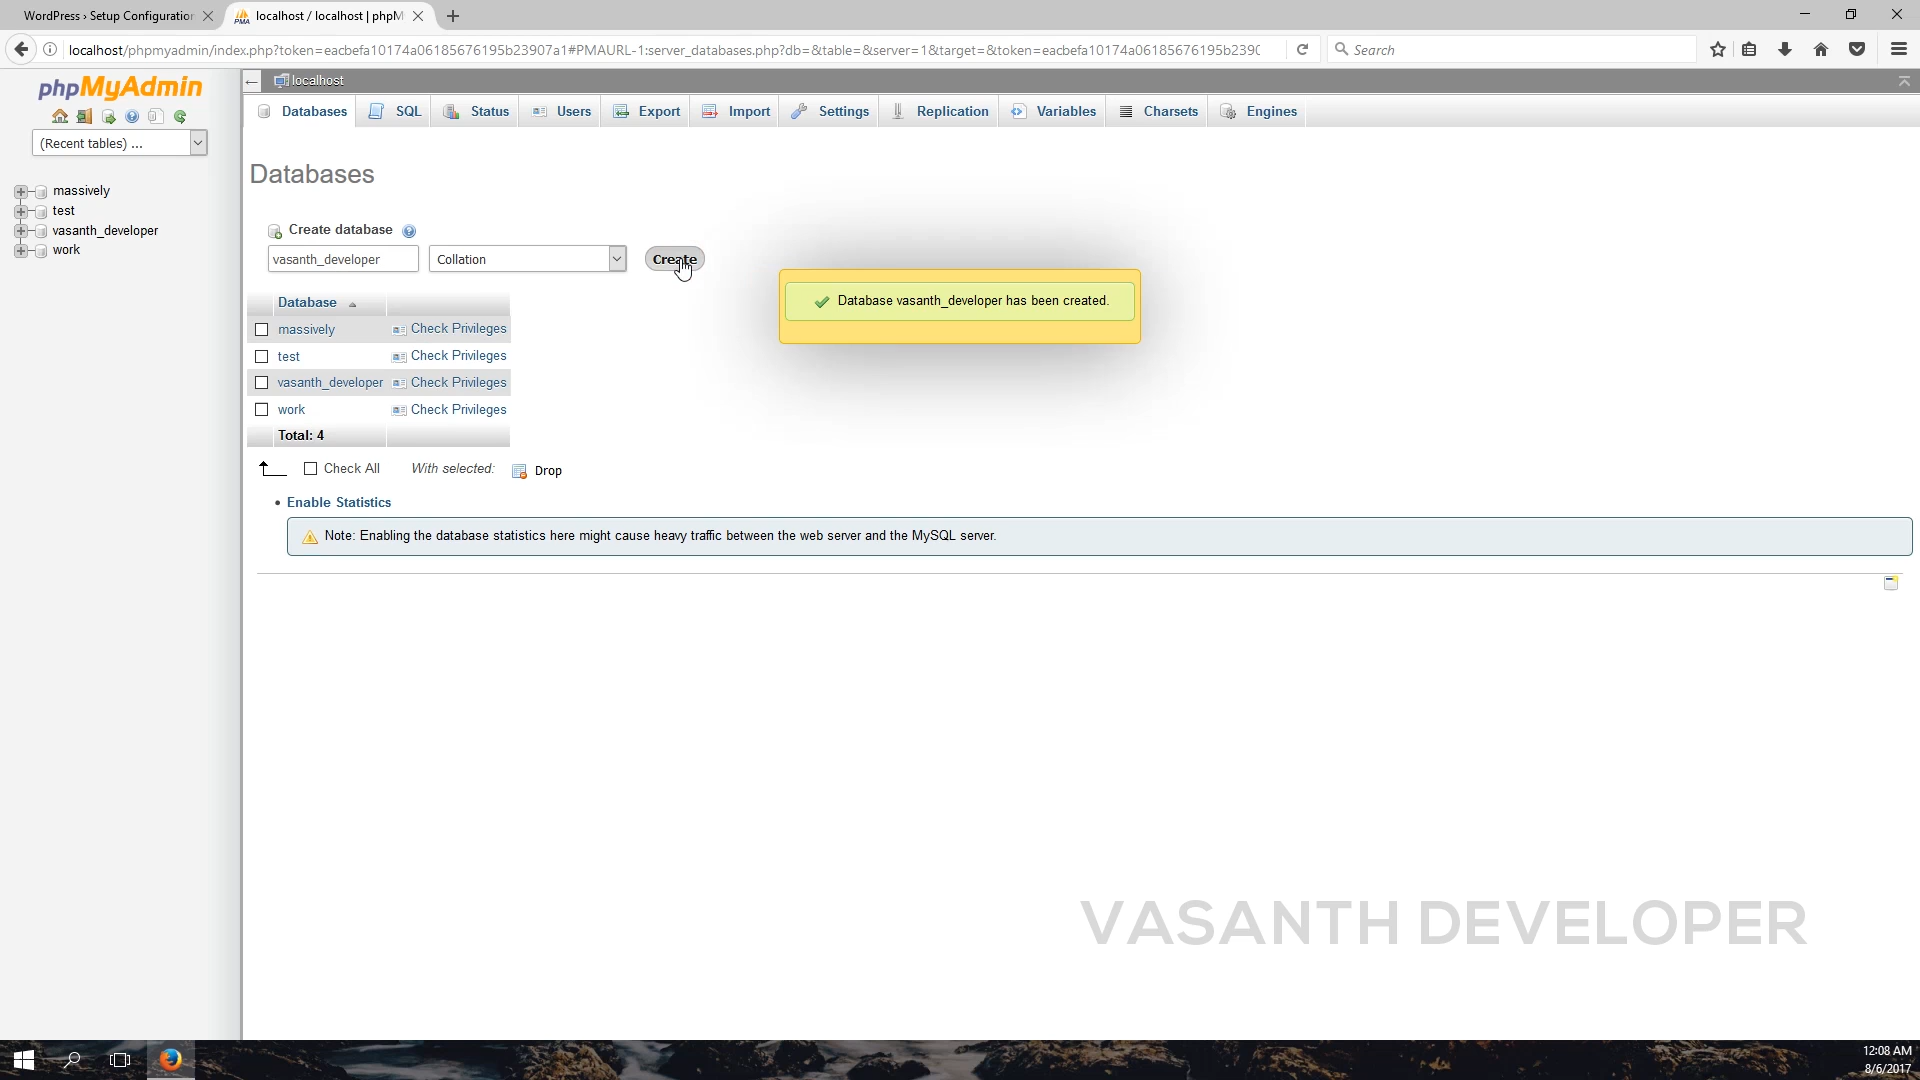 WordPress › Setup Configuration
localhost / localhost | phpM
localhost/phpmyadmin/index.php?token=eacbefa10174a06185676195b23907a1#PMAURL-1:server_databases.php?db=&table=&server=1&target=&token=eacbefa10174a06185676195b2390
Search
phpMyAdmin
(Recent tables) ...
massively
test
vasanth_developer
work
localhost
Databases
SQL
Status
Users
Export
Import
Settings
Replication
Variables
Charsets
Engines
Databases
Create database
vasanth_developer
Collation
Create
Database vasanth_developer has been created.
Database
massively Check Privileges
test Check Privileges
vasanth_developer Check Privileges
work Check Privileges
Total: 4
Check All With selected: Drop
• Enable Statistics
Note: Enabling the database statistics here might cause heavy traffic between the web server and the MySQL server.
VASANTH DEVELOPER
12:08 AM
8/6/2017